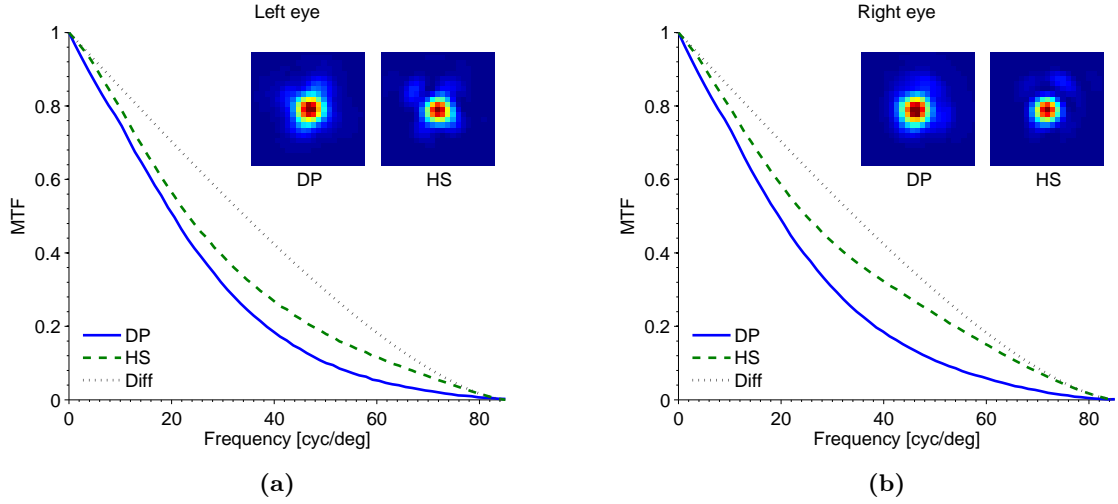 Left eye
1
0.8
0.6
0.4
0.2
0
MTF
DP
HS
DP
HS
Diff
0 20 40 60 80
Frequency [cyc/deg]
(a)
Right eye
1
0.8
0.6
0.4
0.2
0
MTF
DP
HS
DP
HS
Diff
0 20 40 60 80
Frequency [cyc/deg]
(b)